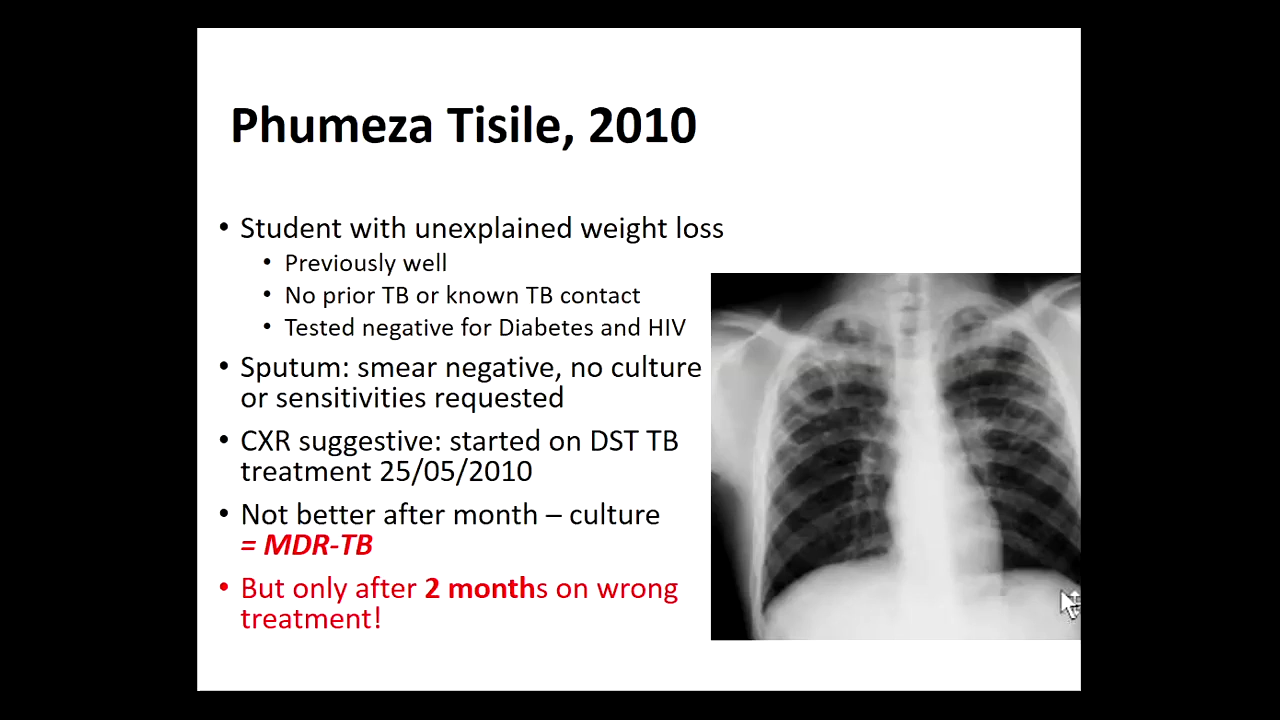 Phumeza Tisile, 2010
• Student with unexplained weight loss
• Previously well
• No prior TB or known TB contact
• Tested negative for Diabetes and HIV
• Sputum: smear negative, no culture
or sensitivities requested
• CXR suggestive: started on DST TB
treatment 25/05/2010
• Not better after month – culture
= MDR-TB
• But only after 2 months on wrong
treatment!